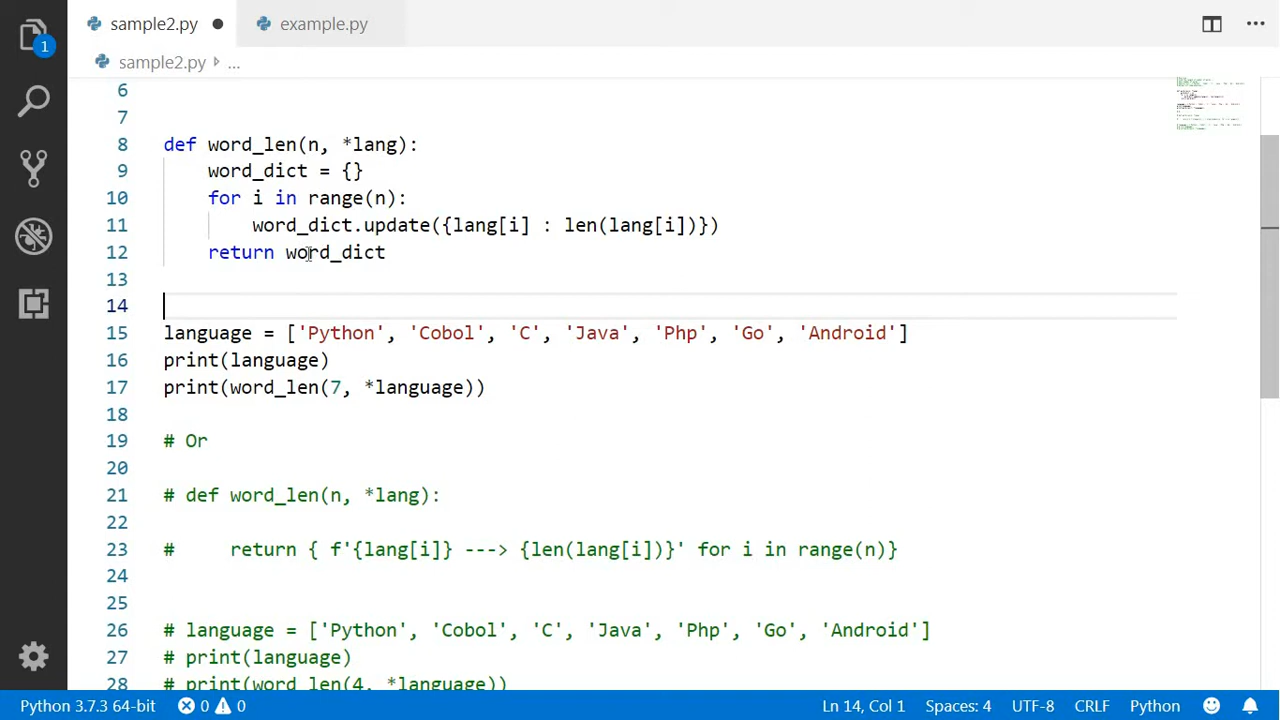 sample2.py
example.py
1
sample2.py ...
6
7
8 def word_len(n, *lang):
9     word_dict = {}
10     for i in range(n):
11         word_dict.update({lang[i] : len(lang[i])})
12     return word_dict
13
14
15 language = ['Python', 'Cobol', 'C', 'Java', 'Php', 'Go', 'Android']
16 print(language)
17 print(word_len(7, *language))
18
19 # Or
20
21 # def word_len(n, *lang):
22
23 #     return { f'{lang[i]} ---> {len(lang[i])}' for i in range(n)}
24
25
26 # language = ['Python', 'Cobol', 'C', 'Java', 'Php', 'Go', 'Android']
27 # print(language)
28 # print(word_len(4, *language))
Python 3.7.3 64-bit 0 0 Ln 14, Col 1 Spaces: 4 UTF-8 CRLF Python